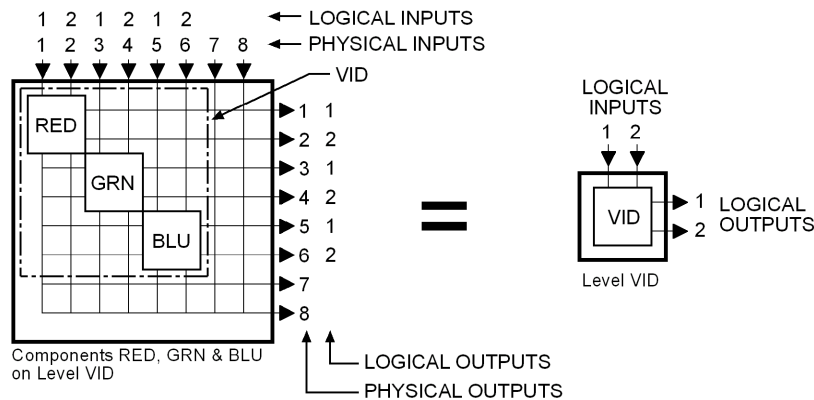 1 2 1 2 1 2 LOGICAL INPUTS
1 2 3 4 5 6 7 8 PHYSICAL INPUTS
VID
RED
GRN
BLU
1 1
2 2
3 1
4 2
5 1
6 2
7
8
Components RED, GRN & BLU
on Level VID
LOGICAL OUTPUTS
PHYSICAL OUTPUTS
=
LOGICAL
INPUTS
1 2
VID
1
2
LOGICAL
OUTPUTS
Level VID